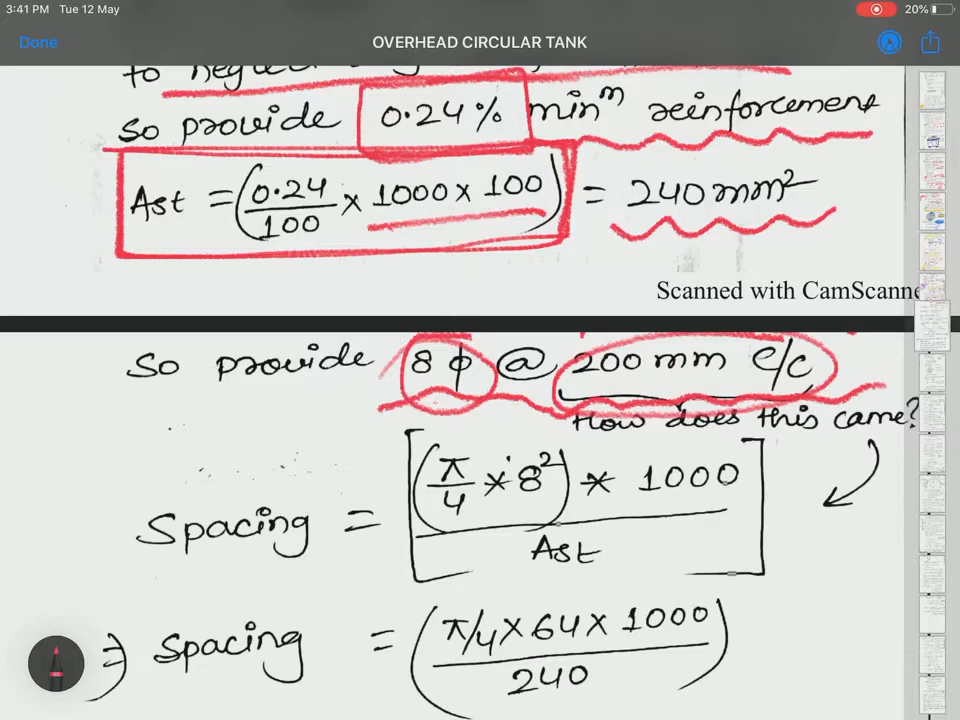 3:41 PM Tue 12 May
20%
Done
OVERHEAD CIRCULAR TANK
to
so provide 0.24% min^m reinforcement
Ast = (0.24/100 × 1000 × 100) = 240 mm²
Scanned with CamScanne
So provide 8 ϕ @ 200 mm c/c
How does this came?
Spacing = [(π/4 × 8²) × 1000 / Ast]
⇒ Spacing = (π/4 × 64 × 1000 / 240)